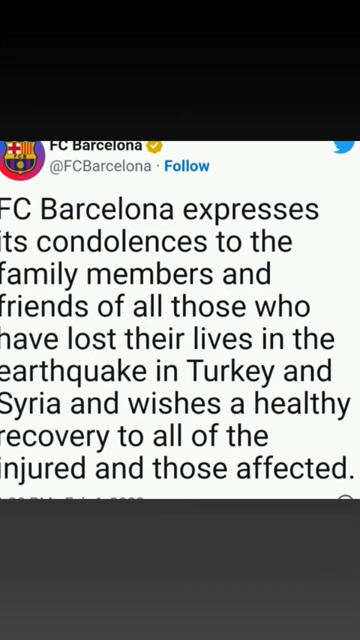 FC Barcelona
@FCBarcelona · Follow
FC Barcelona expresses
its condolences to the
family members and
friends of all those who
have lost their lives in the
earthquake in Turkey and
Syria and wishes a healthy
recovery to all of the
injured and those affected.